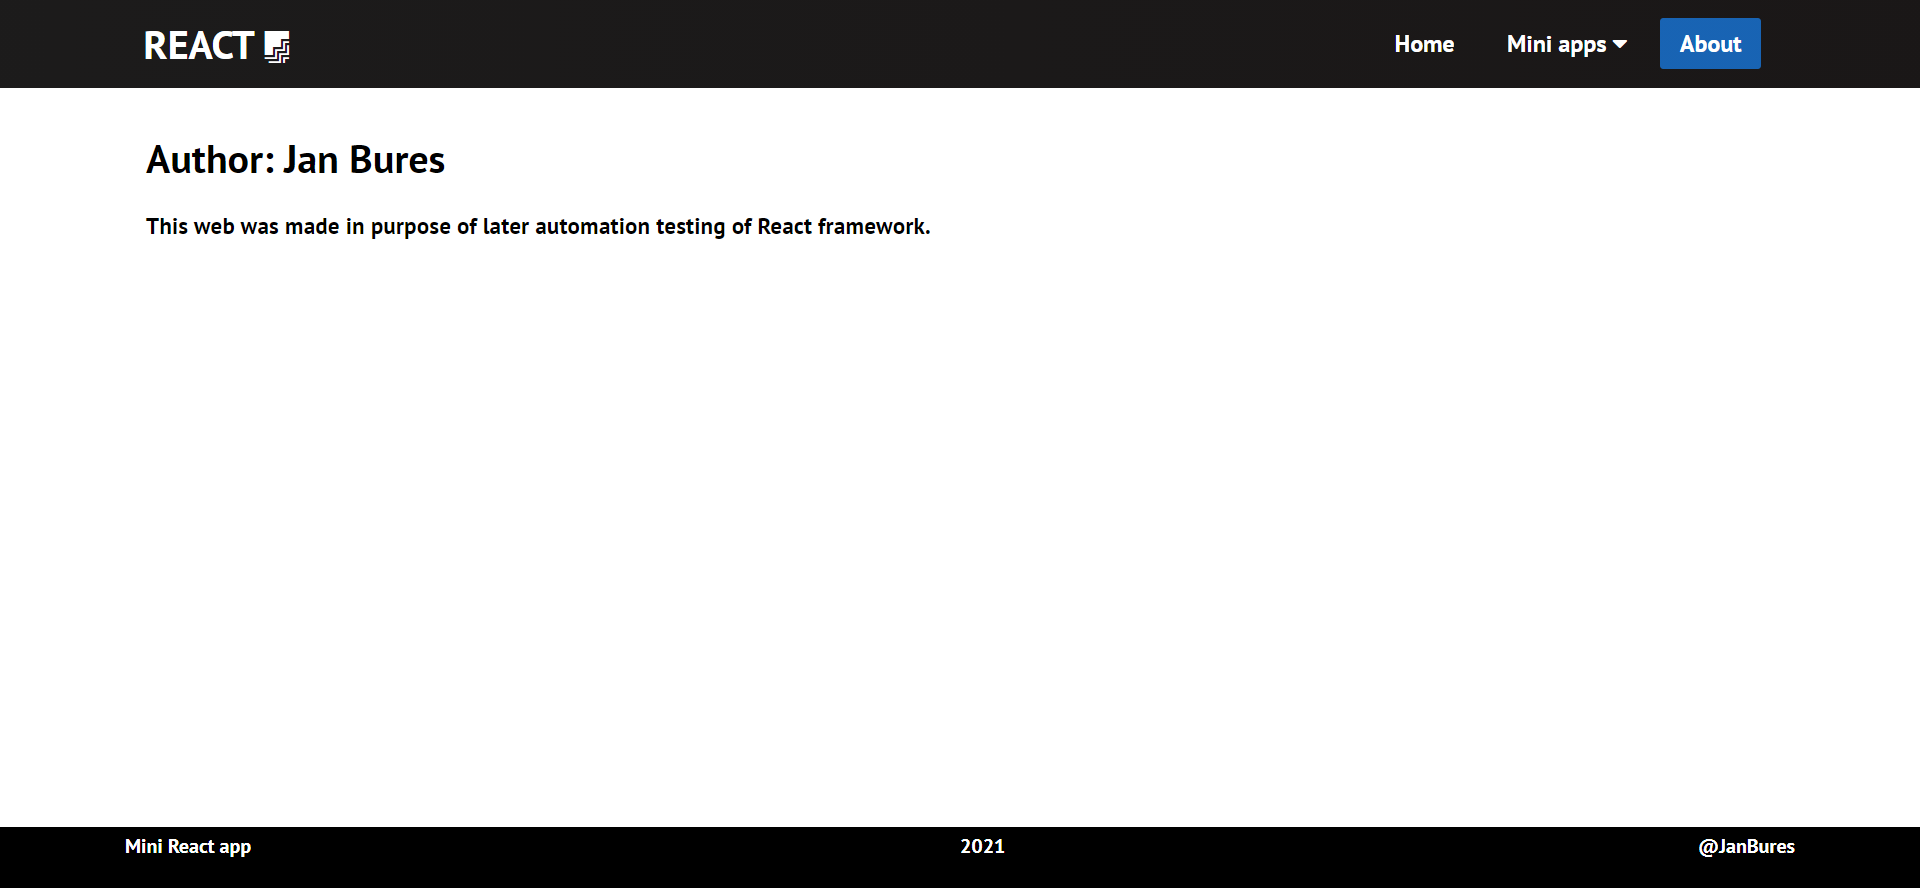 REACT
Home
Mini apps
About
Author: Jan Bures
This web was made in purpose of later automation testing of React framework.
Mini React app
2021
@JanBures